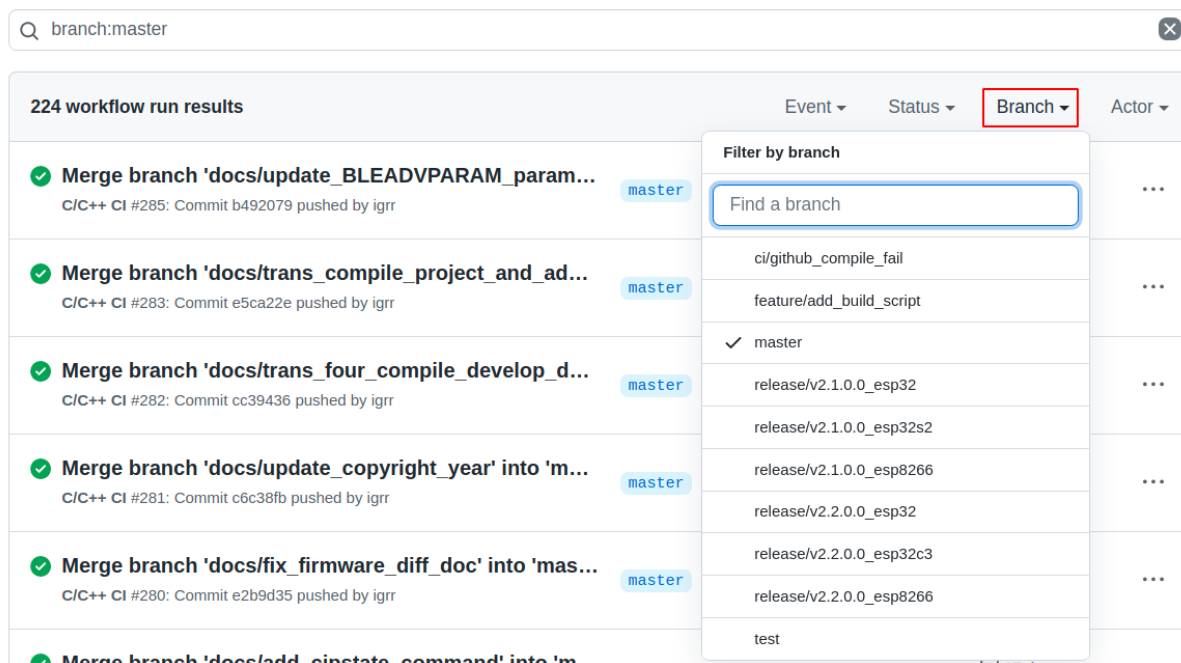 branch:master
224 workflow run results
Event
Status
Branch
Actor
Merge branch 'docs/update_BLEADVPARAM_param...
C/C++ CI #285: Commit b492079 pushed by igrr
master
Merge branch 'docs/trans_compile_project_and_ad...
C/C++ CI #283: Commit e5ca22e pushed by igrr
master
Merge branch 'docs/trans_four_compile_develop_d...
C/C++ CI #282: Commit cc39436 pushed by igrr
master
Merge branch 'docs/update_copyright_year' into 'm...
C/C++ CI #281: Commit c6c38fb pushed by igrr
master
Merge branch 'docs/fix_firmware_diff_doc' into 'mas...
C/C++ CI #280: Commit e2b9d35 pushed by igrr
master
Merge branch 'docs/add_cipstate_command' into 'm...
Filter by branch
Find a branch
ci/github_compile_fail
feature/add_build_script
master
release/v2.1.0.0_esp32
release/v2.1.0.0_esp32s2
release/v2.1.0.0_esp8266
release/v2.2.0.0_esp32
release/v2.2.0.0_esp32c3
release/v2.2.0.0_esp8266
test